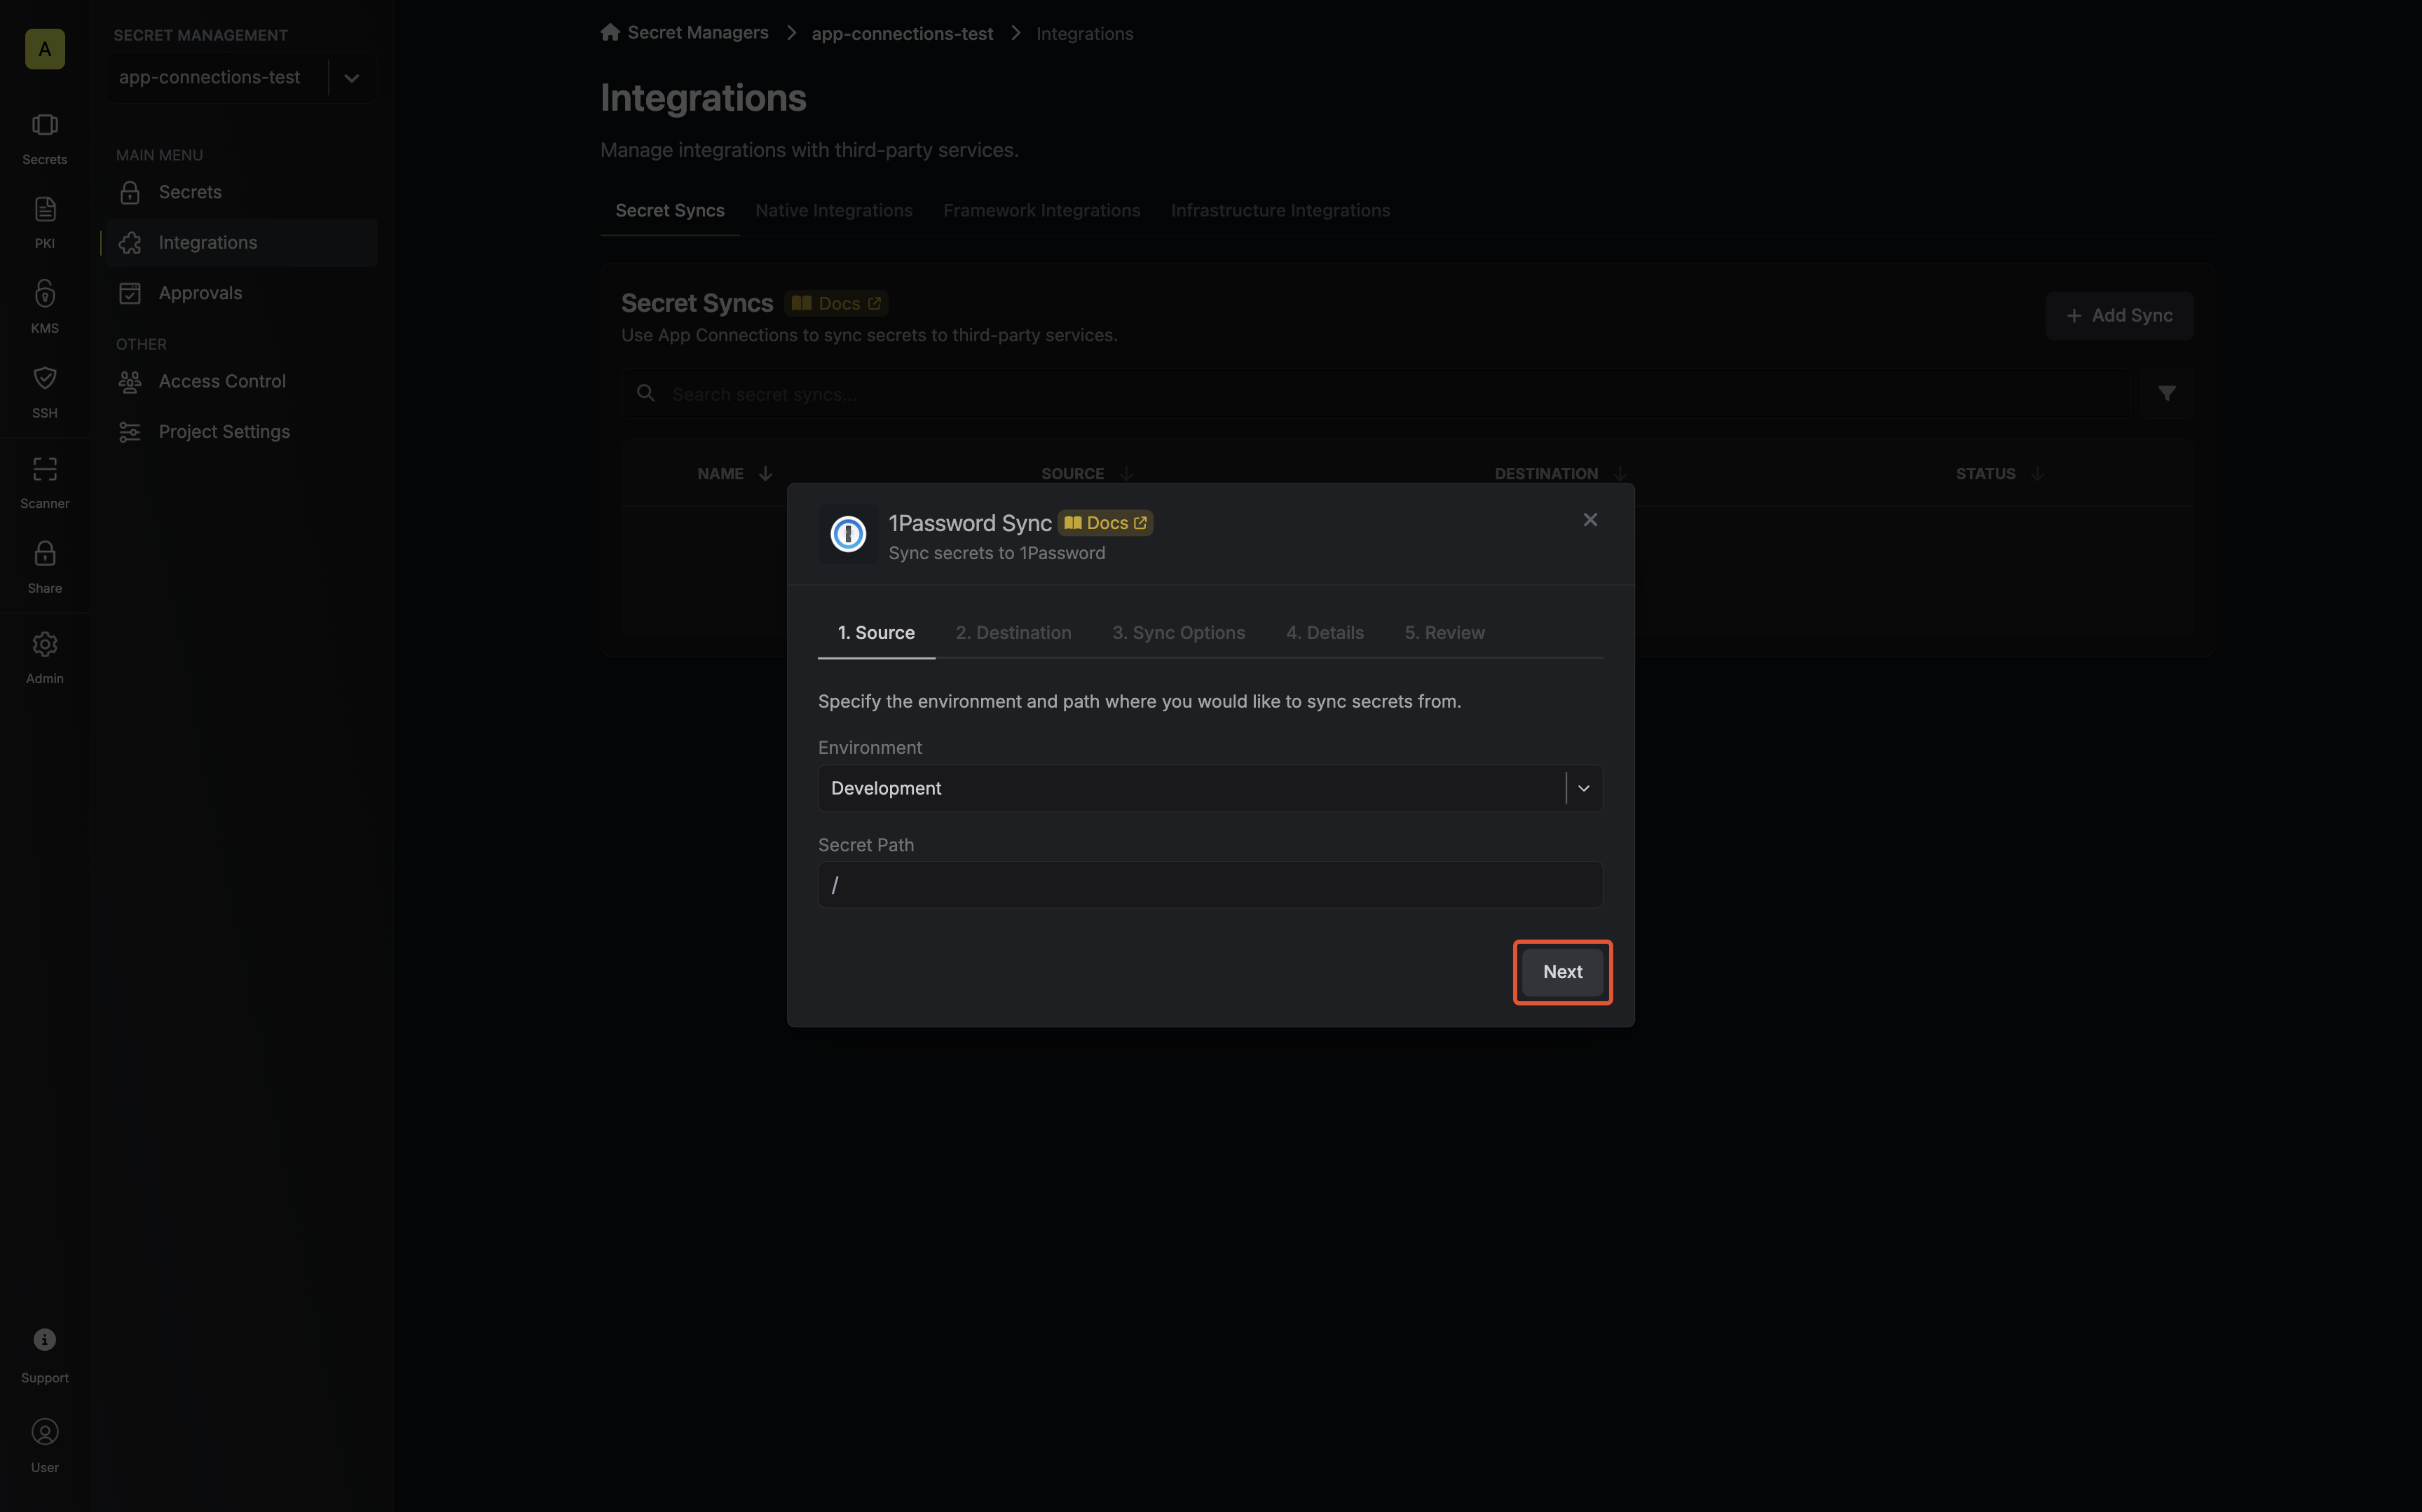 A
Secrets
PKI
KMS
SSH
Scanner
Share
Admin
Support
User
SECRET MANAGEMENT
app-connections-test
MAIN MENU
Secrets
Integrations
Approvals
OTHER
Access Control
Project Settings
Secret Managers app-connections-test Integrations
Integrations
Manage integrations with third-party services.
Secret Syncs Native Integrations Framework Integrations Infrastructure Integrations
Secret Syncs Docs
Use App Connections to sync secrets to third-party services.
+ Add Sync
Search secret syncs...
NAME SOURCE DESTINATION STATUS
1Password Sync Docs
Sync secrets to 1Password
1. Source 2. Destination 3. Sync Options 4. Details 5. Review
Specify the environment and path where you would like to sync secrets from.
Environment
Development
Secret Path
/
Next